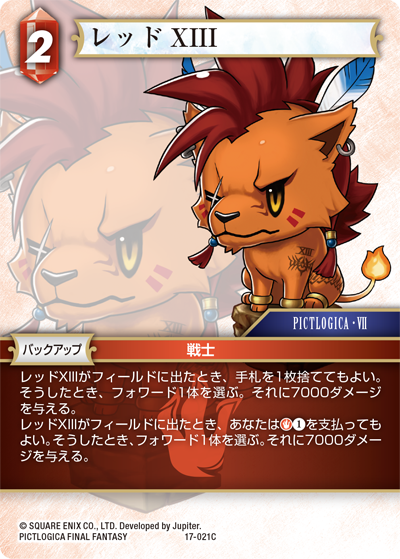 2
レッド XIII
PICTLOGICA・VII
バックアップ
戦士
レッドXIIIがフィールドに出たとき、手札を1枚捨ててもよい。
そうしたとき、フォワード1体を選ぶ。それに7000ダメージ
を与える。
レッドXIIIがフィールドに出たとき、あなたは1を支払っても
よい。そうしたとき、フォワード1体を選ぶ。それに7000ダメー
ジを与える。
© SQUARE ENIX CO., LTD. Developed by Jupiter.
PICTLOGICA FINAL FANTASY
17-021C